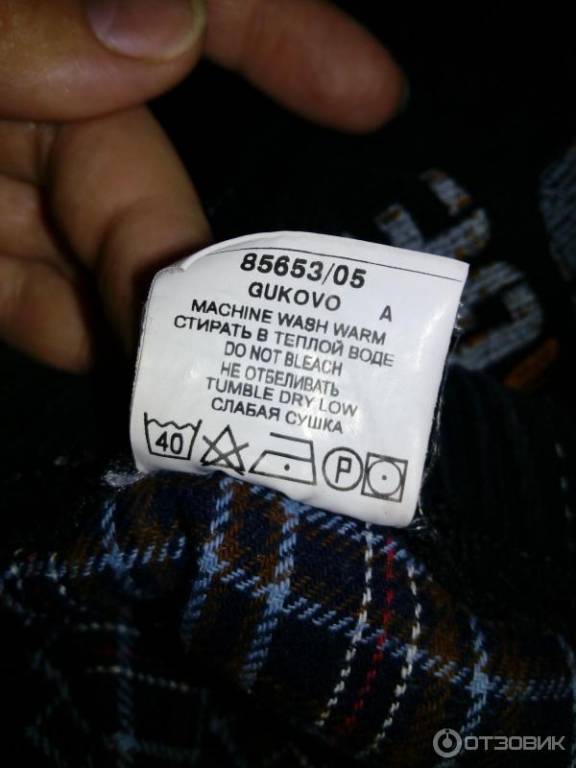 85653/05
GUKOVO A
MACHINE WASH WARM
СТИРАТЬ В ТЕПЛОЙ ВОДЕ
DO NOT BLEACH
НЕ ОТБЕЛИВАТЬ
TUMBLE DRY LOW
СЛАБАЯ СУШКА
40 P
ОТЗОВИК